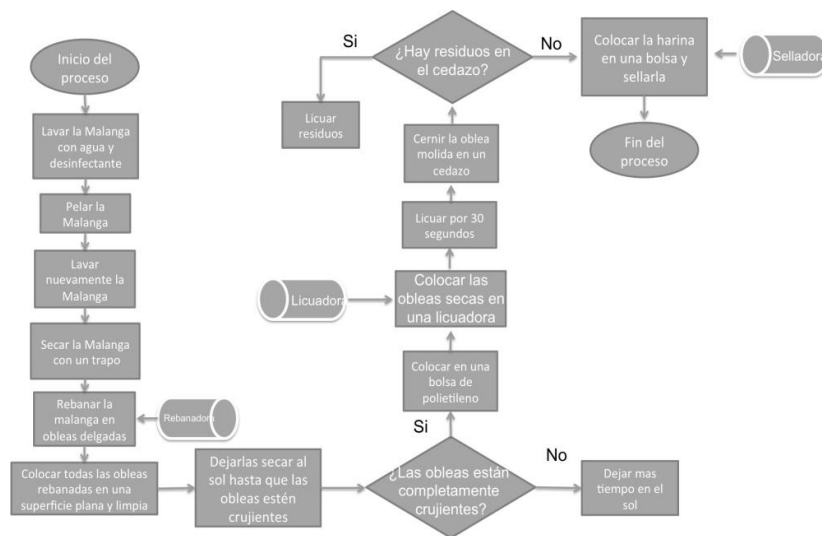 Inicio del
proceso
Lavar la Malanga
con agua y
desinfectante
Pelar la
Malanga
Lavar
nuevamente la
Malanga
Secar la Malanga
con un trapo
Rebanar la
malanga en
obleas delgadas
Rebanadora
Colocar todas las obleas
rebanadas en una
superficie plana y limpia
Dejarlas secar al
sol hasta que las
obleas estén
crujientes
¿Las obleas están
completamente
crujientes?
No
Dejar mas
tiempo en el
sol
Si
Colocar en una
bolsa de
polietileno
Colocar las
obleas secas en
una licuadora
Licuadora
Licuar por 30
segundos
Cernir la oblea
molida en un
cedazo
¿Hay residuos en
el cedazo?
Si
Licuar
residuos
No
Colocar la harina
en una bolsa y
sellarla
Selladora
Fin del
proceso